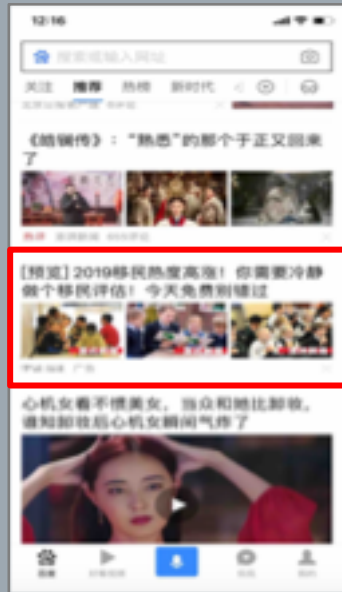 12:16
搜索或输入网址
关注 推荐 热榜 新时代
《皓镧传》：“熟悉”的那个于正又回来
了
[预览] 2019移民热度高涨！你需要冷静
做个移民评估！今天免费别错过
广告
心机女看不惯美女，当众和她比卸妆，
谁知卸妆后心机女瞬间气炸了